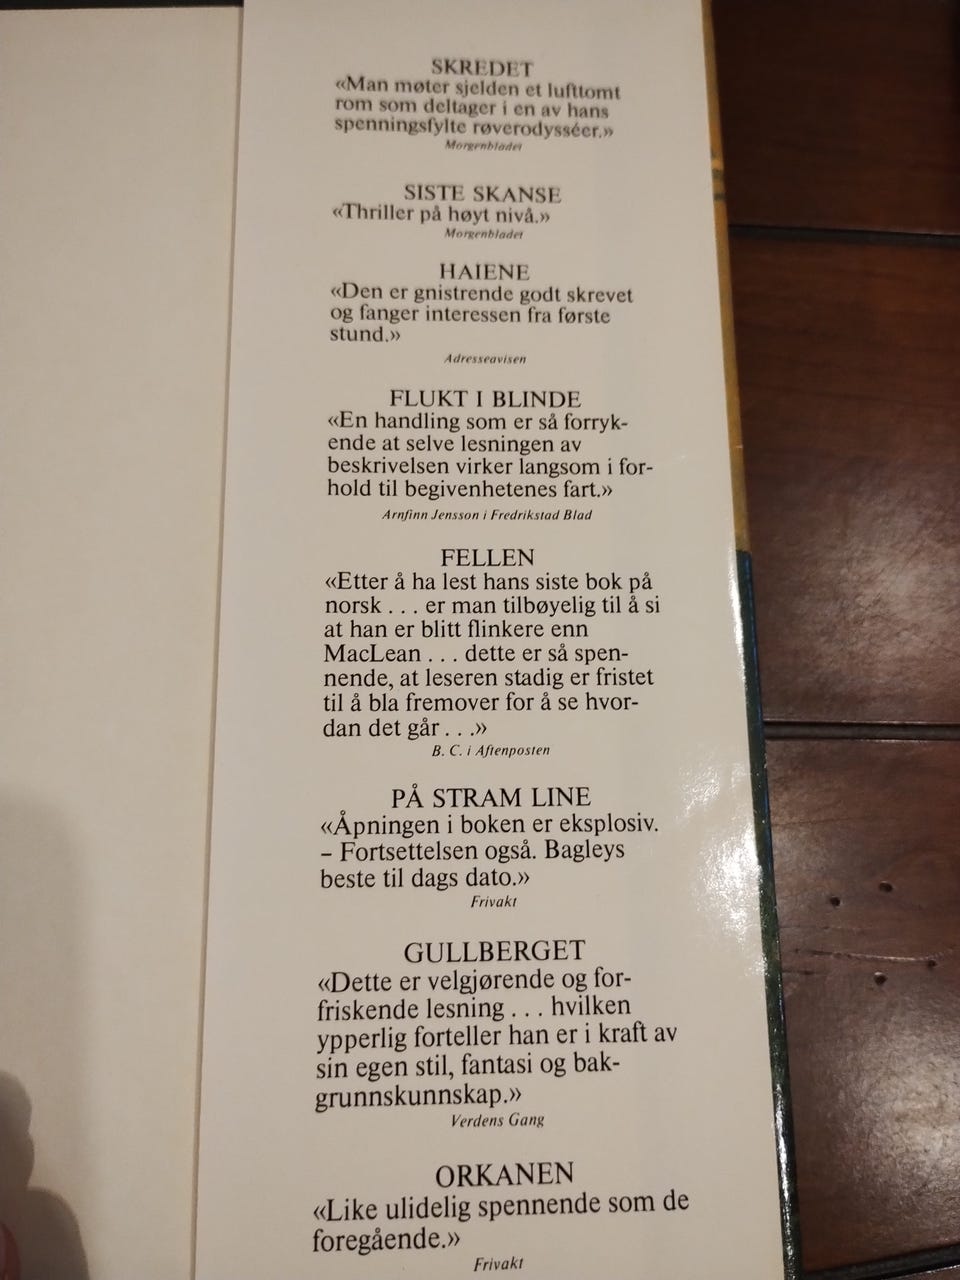 SKREDET
«Man møter sjelden et lufttomt
rom som deltager i en av hans
spenningsfylte røverodysséer.»
Morgenbladet
SISTE SKANSE
«Thriller på høyt nivå.»
Morgenbladet
HAIENE
«Den er gnistrende godt skrevet
og fanger interessen fra første
stund.»
Adresseavisen
FLUKT I BLINDE
«En handling som er så forryk-
ende at selve lesningen av
beskrivelsen virker langsom i for-
hold til begivenhetenes fart.»
Arnfinn Jensson i Fredrikstad Blad
FELLEN
«Etter å ha lest hans siste bok på
norsk . . . er man tilbøyelig til å si
at han er blitt flinkere enn
MacLean . . . dette er så spen-
nende, at leseren stadig er fristet
til å bla fremover for å se hvor-
dan det går . . .»
B. C. i Aftenposten
PÅ STRAM LINE
«Åpningen i boken er eksplosiv.
– Fortsettelsen også. Bagleys
beste til dags dato.»
Frivakt
GULLBERGET
«Dette er velgjørende og for-
friskende lesning . . . hvilken
ypperlig forteller han er i kraft av
sin egen stil, fantasi og bak-
grunnskunnskap.»
Verdens Gang
ORKANEN
«Like ulidelig spennende som de
foregående.»
Frivakt